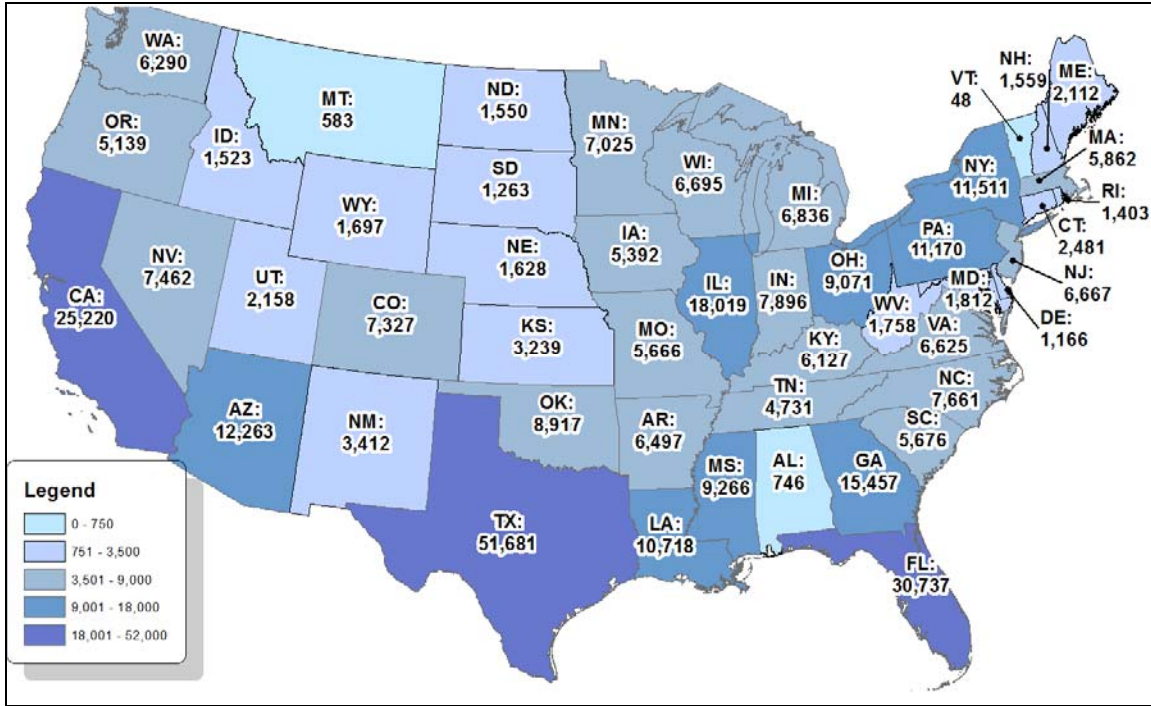 WA:
6,290
OR:
5,139
ID:
1,523
MT:
583
ND:
1,550
SD
1,263
WY:
1,697
NE:
1,628
NV:
7,462
UT:
2,158
CO:
7,327
KS:
3,239
CA:
25,220
AZ:
12,263
NM:
3,412
OK:
8,917
TX:
51,681
MN:
7,025
WI:
6,695
MI:
6,836
IA:
5,392
IL:
18,019
IN:
7,896
OH:
9,071
MO:
5,666
KY:
6,127
WV:
1,758
VA:
6,625
TN:
4,731
NC:
7,661
SC:
5,676
AR:
6,497
MS:
9,266
AL:
746
GA
15,457
LA:
10,718
FL:
30,737
NY:
11,511
PA:
11,170
VT:
48
NH:
1,559
ME:
2,112
MA:
5,862
RI:
1,403
CT:
2,481
NJ:
6,667
MD:
1,812
DE:
1,166
Legend
0 - 750
751 - 3,500
3,501 - 9,000
9,001 - 18,000
18,001 - 52,000